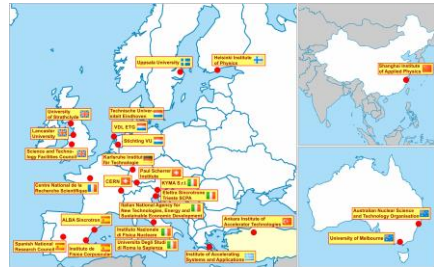 Uppsala University
Helsinki Institute
of Physics
University
of Strathclyde
Lancaster
University
Science and Techno-
logy Facilities Council
Technische Univer-
siteit Eindhoven
VDL ETG
Stichting VU
Karlsruhe Institut
für Technologie
Paul Scherrer
Institute
CERN
KYMA S.r.l
Elettra Sincrotrone
Trieste SCPA
Centre National de la
Recherche Scientifique
Italian National Agency for
New Technologies, Energy and
Sustainable Economic Development
ALBA Sincrotron
Istituto Nazionale
di Fisica Nucleare
Università Degli Studi
di Roma la Sapienza
Spanish National
Research Council
Instituto de
Física Corpuscular
Ankara Institute of
Accelerator Technologies
Institute of Accelerating
Systems and Applications
Shanghai Institute
of Applied Physics
Australian Nuclear Science
and Technology Organisation
University of Melbourne